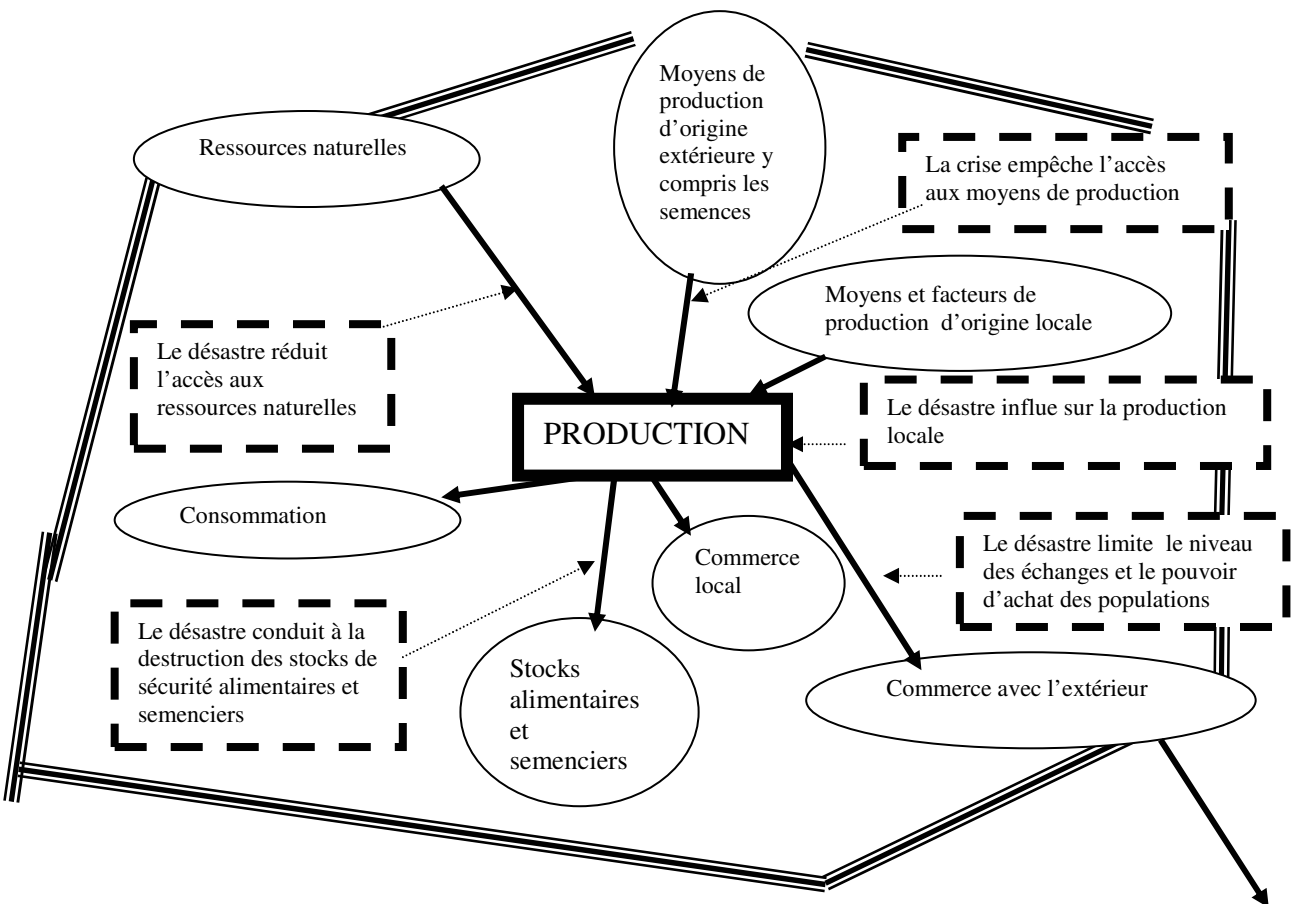 Moyens de
production
d’origine
extérieure y
compris les
semences
Ressources naturelles
La crise empêche l’accès
aux moyens de production
Moyens et facteurs de
production d’origine locale
Le désastre réduit
l’accès aux
ressources naturelles
PRODUCTION
Le désastre influe sur la production
locale
Consommation
Commerce
local
Le désastre limite le niveau
des échanges et le pouvoir
d’achat des populations
Le désastre conduit à la
destruction des stocks de
sécurité alimentaires et
semenciers
Stocks
alimentaires
et
semenciers
Commerce avec l’extérieur